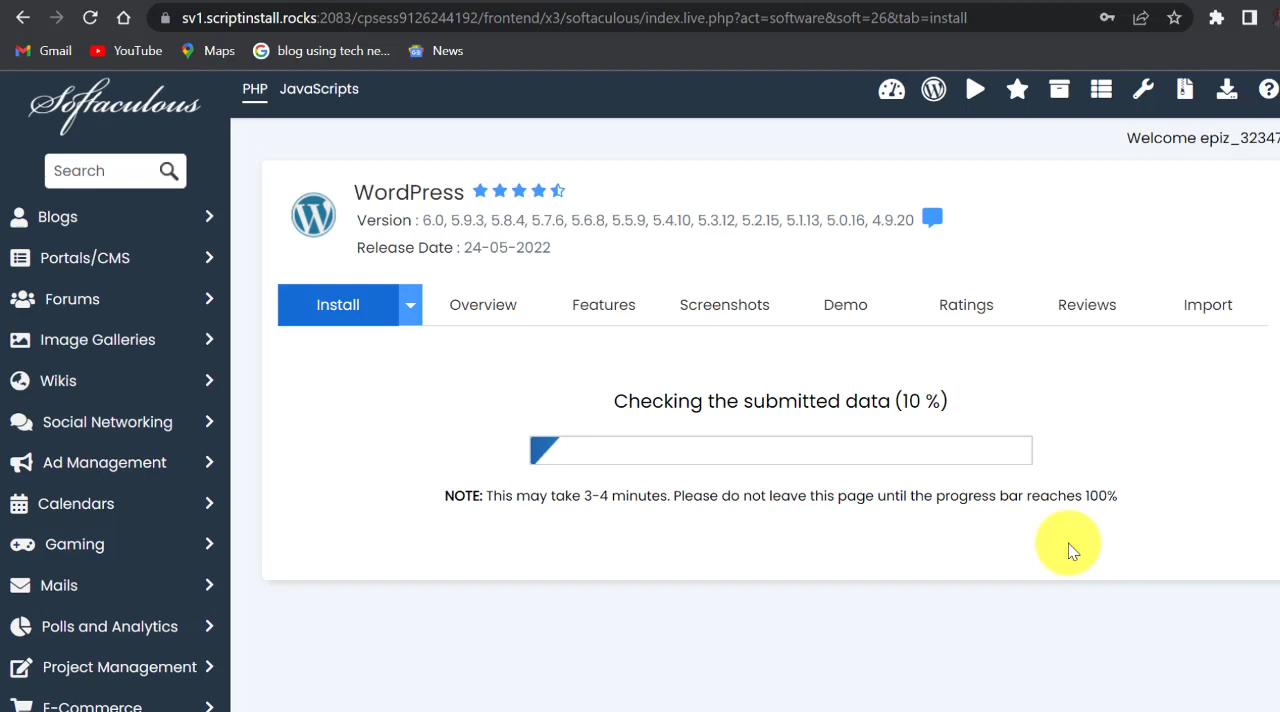 sv1.scriptinstall.rocks:2083/cpsess9126244192/frontend/x3/softaculous/index.live.php?act=software&soft=26&tab=install
Gmail YouTube Maps blog using tech ne... News
Softaculous
PHP JavaScripts
Welcome epiz_32347
Search
WordPress
Version : 6.0, 5.9.3, 5.8.4, 5.7.6, 5.6.8, 5.5.9, 5.4.10, 5.3.12, 5.2.15, 5.1.13, 5.0.16, 4.9.20
Release Date : 24-05-2022
Install Overview Features Screenshots Demo Ratings Reviews Import
Checking the submitted data (10 %)
NOTE: This may take 3-4 minutes. Please do not leave this page until the progress bar reaches 100%
Blogs
Portals/CMS
Forums
Image Galleries
Wikis
Social Networking
Ad Management
Calendars
Gaming
Mails
Polls and Analytics
Project Management
E-Commerce